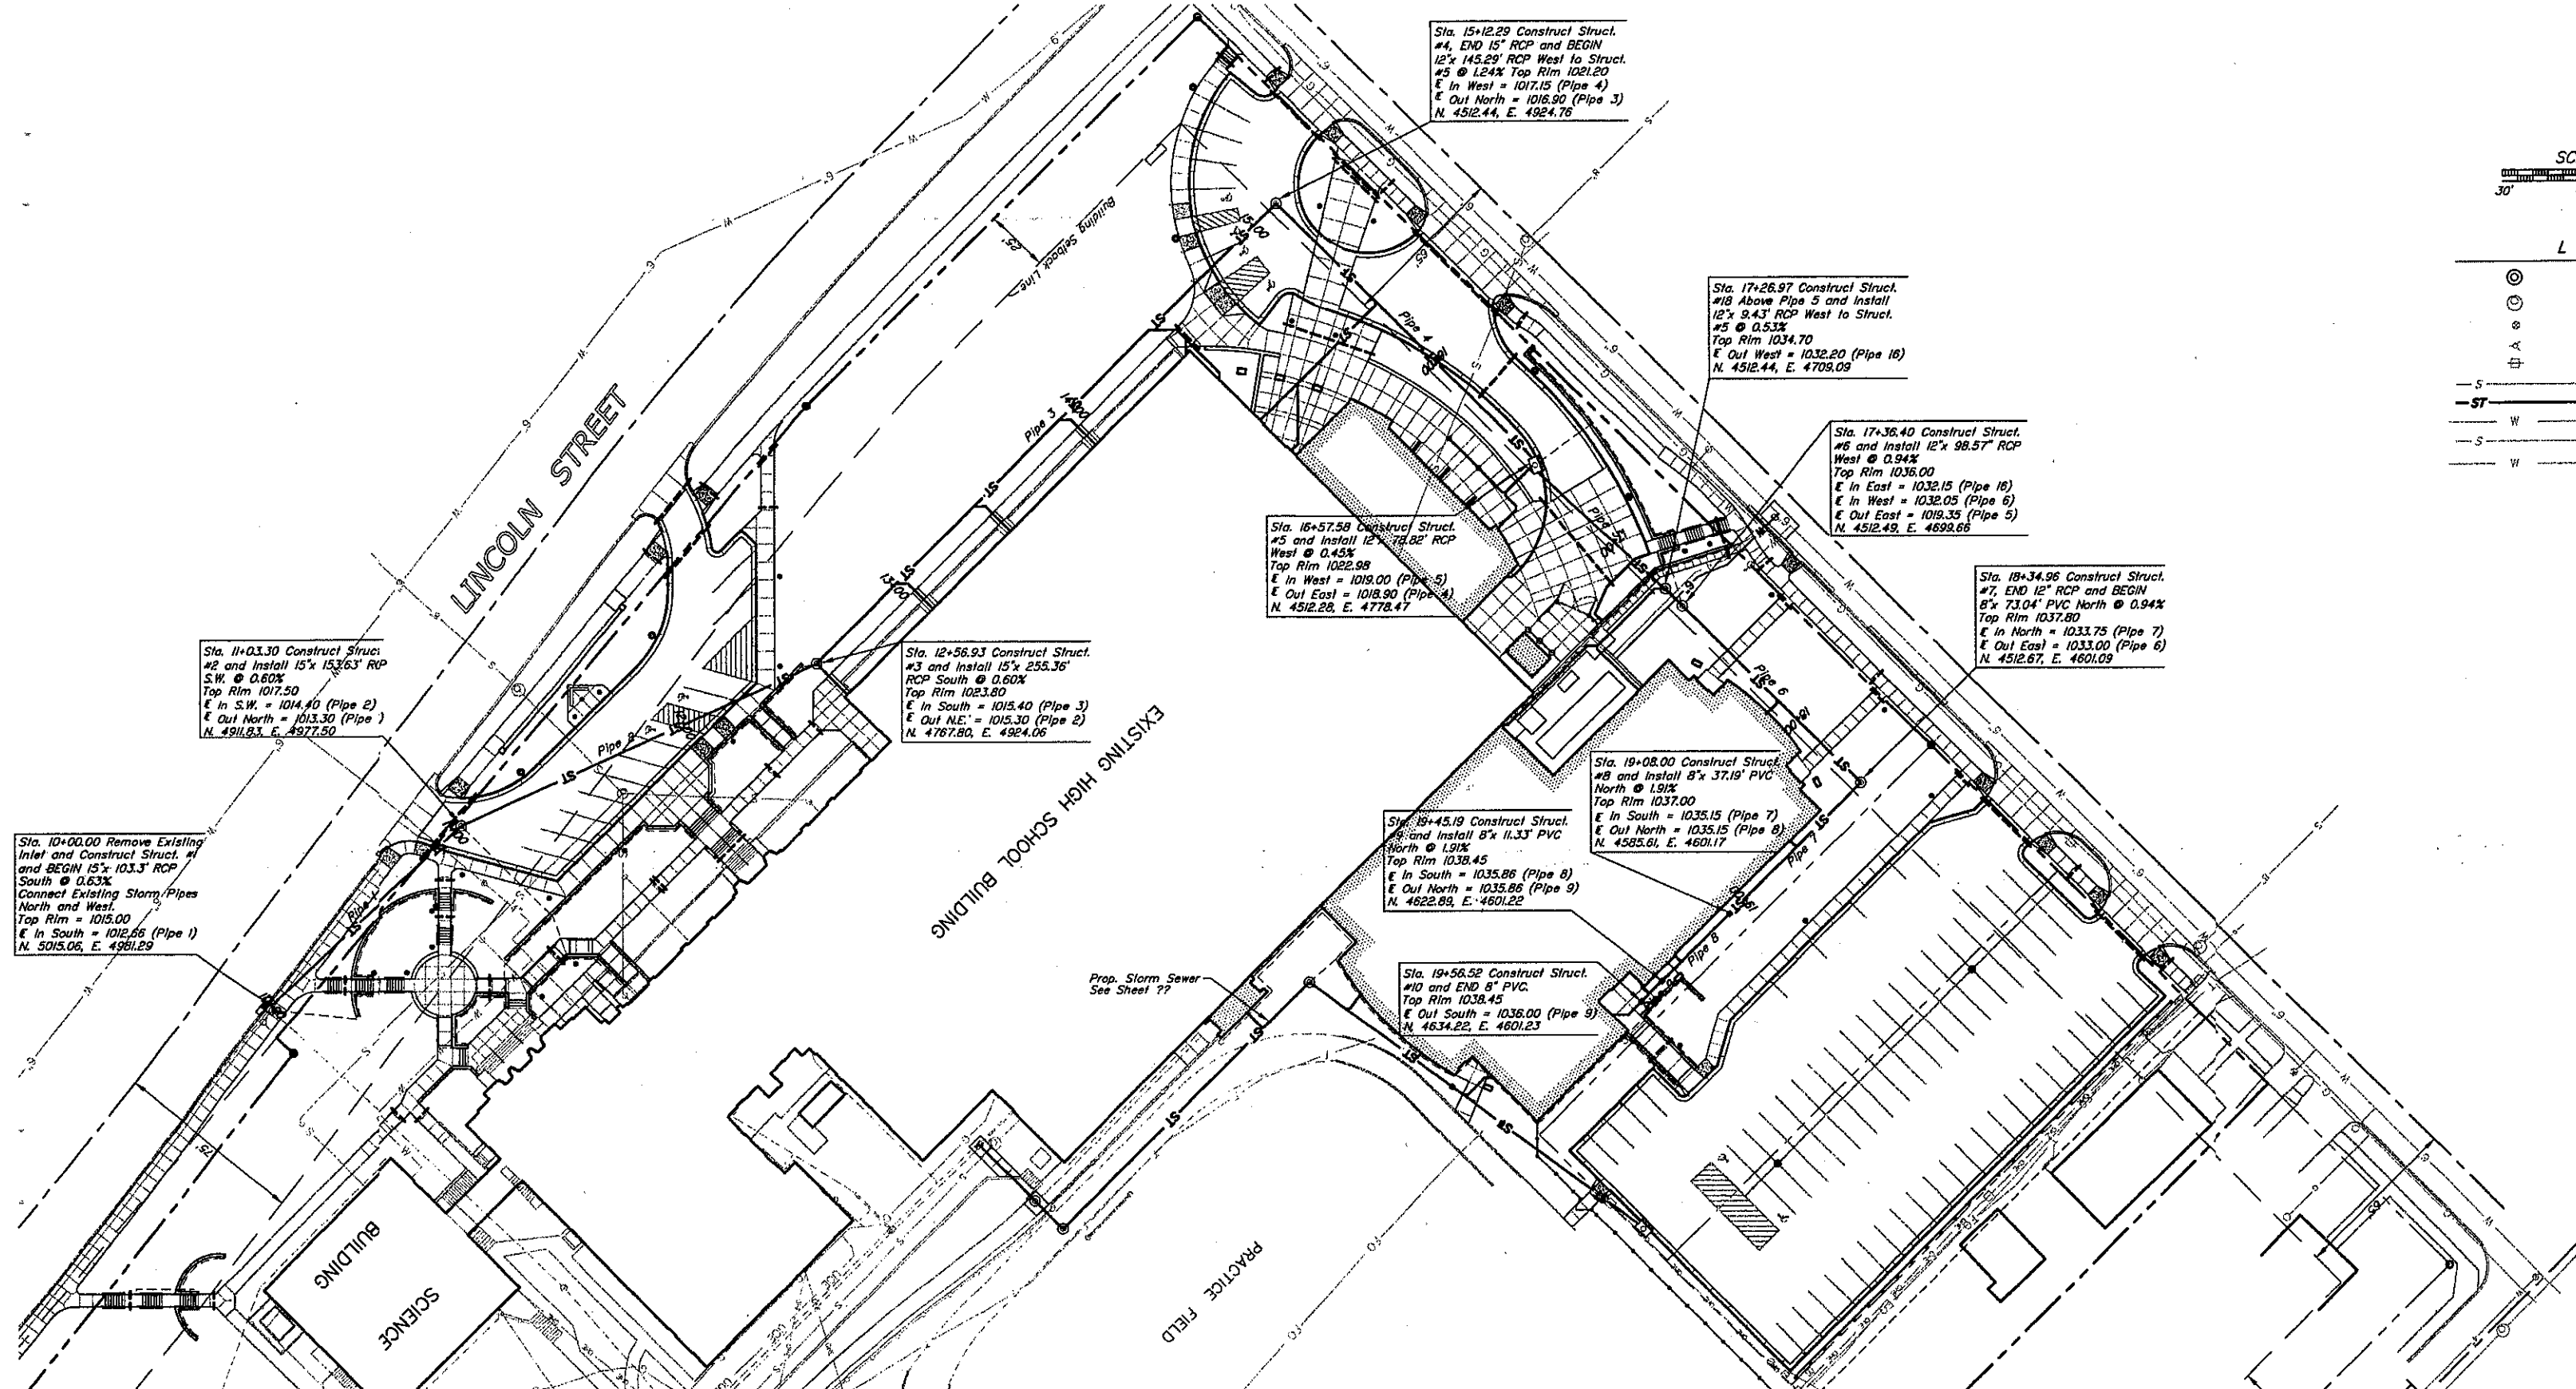 Sta. 15+12.29 Construct Struct.
#4, END 15" RCP and BEGIN
12"x 145.29' RCP West to Struct.
#5 @ 1.24% Top Rim 1021.20
E In West = 1017.15 (Pipe 4)
E Out North = 1016.90 (Pipe 3)
N. 4512.44, E. 4924.76
SC
30'
L
Sta. 17+26.97 Construct Struct.
#18 Above Pipe 5 and Install
12"x 9.43' RCP West to Struct.
#5 @ 0.53%
Top Rim 1034.70
E Out West = 1032.20 (Pipe 16)
N. 4512.44, E. 4709.09
Sta. 17+36.40 Construct Struct.
#6 and Install 12"x 98.57' RCP
West @ 0.94%
Top Rim 1036.00
E In East = 1032.15 (Pipe 16)
E In West = 1032.05 (Pipe 6)
E Out East = 1019.35 (Pipe 5)
N. 4512.49, E. 4699.66
Sta. 16+57.58 Construct Struct.
#5 and Install 12"x 78.82' RCP
West @ 0.45%
Top Rim 1022.98
E In West = 1019.00 (Pipe 5)
E Out East = 1018.90 (Pipe 4)
N. 4512.28, E. 4778.47
Sta. 18+34.96 Construct Struct.
#7, END 12" RCP and BEGIN
8"x 73.04' PVC North @ 0.94%
Top Rim 1037.80
E In North = 1033.75 (Pipe 7)
E Out East = 1033.00 (Pipe 6)
N. 4512.67, E. 4601.09
Sta. 11+03.30 Construct Struct.
#2 and Install 15"x 153.63' RCP
S.W. @ 0.60%
Top Rim 1017.50
E In S.W. = 1014.40 (Pipe 2)
E Out North = 1013.30 (Pipe )
N. 4911.83, E. 4977.50
Sta. 12+56.93 Construct Struct.
#3 and Install 15"x 255.36'
RCP South @ 0.60%
Top Rim 1023.80
E In South = 1015.40 (Pipe 3)
E Out N.E. = 1015.30 (Pipe 2)
N. 4767.80, E. 4924.06
Sta. 19+08.00 Construct Struct.
#8 and Install 8"x 37.19' PVC
North @ 1.91%
Top Rim 1037.00
E In South = 1035.15 (Pipe 7)
E Out North = 1035.15 (Pipe 8)
N. 4585.61, E. 4601.17
Sta. 19+45.19 Construct Struct.
#9 and Install 8"x 11.33' PVC
North @ 1.91%
Top Rim 1038.45
E In South = 1035.86 (Pipe 8)
E Out North = 1035.86 (Pipe 9)
N. 4622.89, E. 4601.22
Sta. 10+00.00 Remove Existing
Inlet and Construct Struct. #1
and BEGIN 15"x 103.3' RCP
South @ 0.63%
Connect Existing Storm Pipes
North and West.
Top Rim = 1015.00
E In South = 1012.66 (Pipe 1)
N. 5015.06, E. 4981.29
Sta. 19+56.52 Construct Struct.
#10 and END 8" PVC.
Top Rim 1038.45
E Out South = 1036.00 (Pipe 9)
N. 4634.22, E. 4601.23
Prop. Storm Sewer
See Sheet ??
LINCOLN STREET
Building Setback Line
25'
65'
75'
Pipe 1
Pipe 3
Pipe 4
Pipe 5
Pipe 6
Pipe 7
Pipe 8
13+00
14+00
15+00
EXISTING HIGH SCHOOL BUILDING
SCIENCE
BUILDING
PRACTICE
FIELD
S
ST
W
S
W